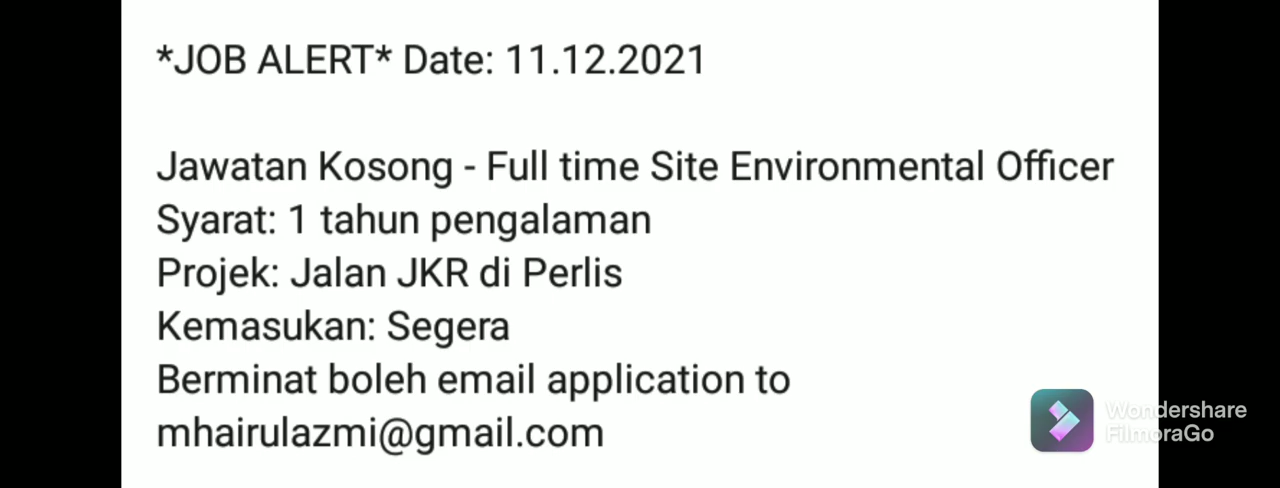 *JOB ALERT* Date: 11.12.2021
Jawatan Kosong - Full time Site Environmental Officer
Syarat: 1 tahun pengalaman
Projek: Jalan JKR di Perlis
Kemasukan: Segera
Berminat boleh email application to
mhairulazmi@gmail.com
Wondershare
FilmoraGo